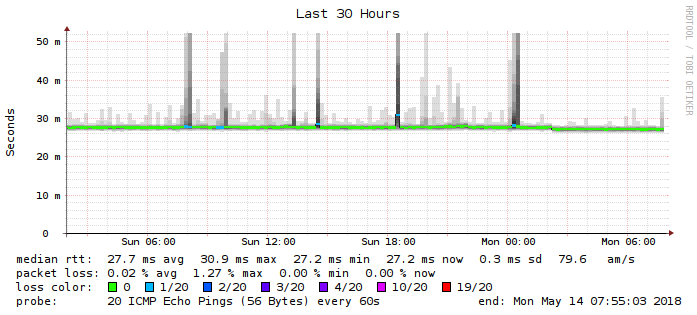 Last 30 Hours
RRDTOOL / TOBI OETIKER
Seconds
50 m
40 m
30 m
20 m
10 m
0
Sun 06:00 Sun 12:00 Sun 18:00 Mon 00:00 Mon 06:00
median rtt: 27.7 ms avg 30.9 ms max 27.2 ms min 27.2 ms now 0.3 ms sd 79.6 am/s
packet loss: 0.02 % avg 1.27 % max 0.00 % min 0.00 % now
loss color: 0 1/20 2/20 3/20 4/20 10/20 19/20
probe: 20 ICMP Echo Pings (56 Bytes) every 60s end: Mon May 14 07:55:03 2018